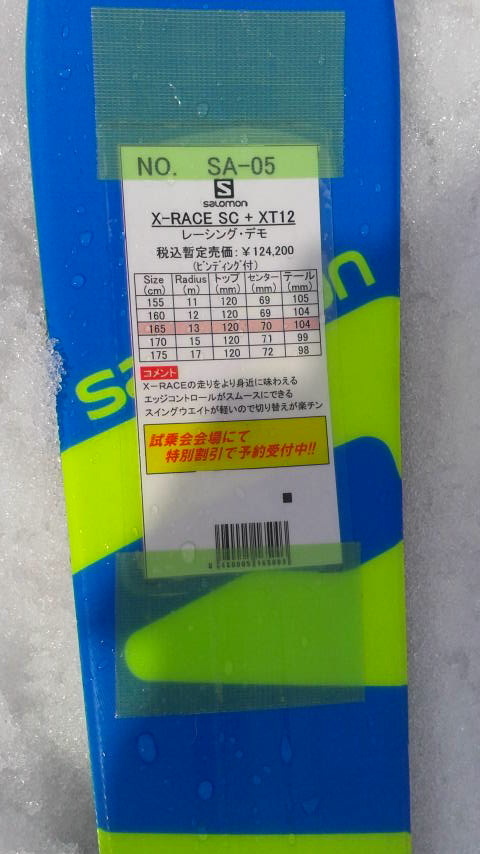 NO. SA-05
S
salomon
X-RACE SC + XT12
レーシング・デモ
税込暫定売価：￥124,200
(ビンディング付)
Size (cm) Radius (m) トップ (mm) センター (mm) テール (mm)
155 11 120 69 105
160 12 120 69 104
165 13 120 70 104
170 15 120 71 99
175 17 120 72 98
コメント
X－RACEの走りをより身近に味わえる
エッジコントロールがスムースにできる
スイングウエイトが軽いので切り替えが楽チン
試乗会会場にて
特別割引で予約受付中!!